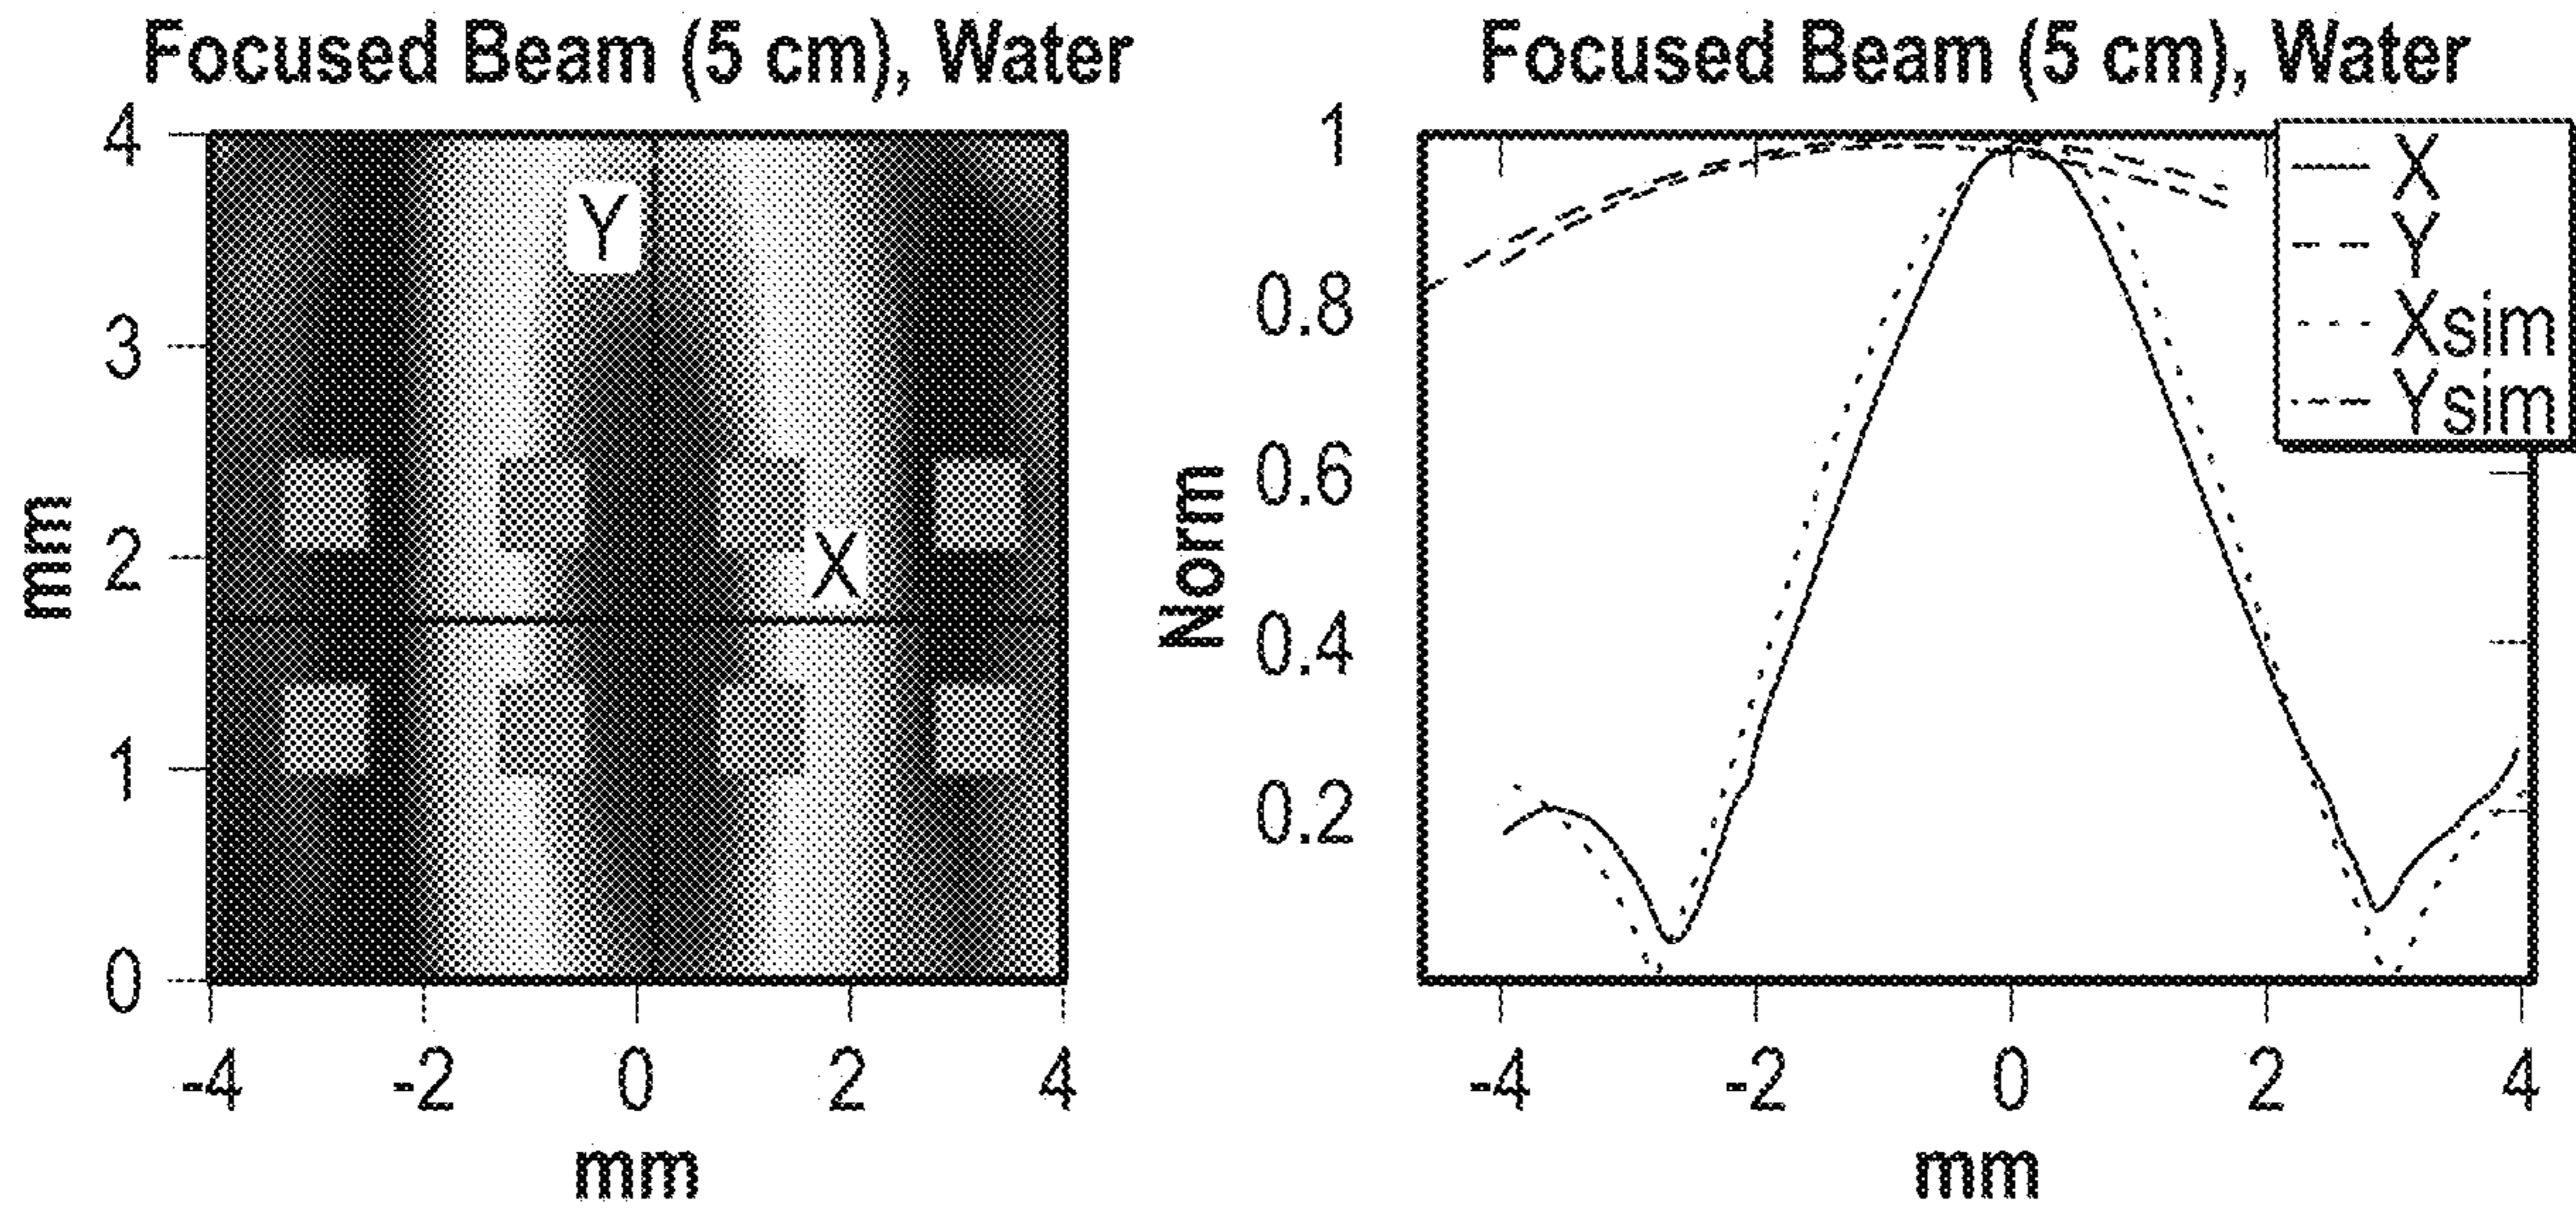 Focused Beam (5 cm), Water
4
3
2
1
0
mm
Y
X
-4 -2 0 2 4
mm
Focused Beam (5 cm), Water
1
0.8
0.6
0.4
0.2
Norm
X
Y
Xsim
Ysim
-4 -2 0 2 4
mm